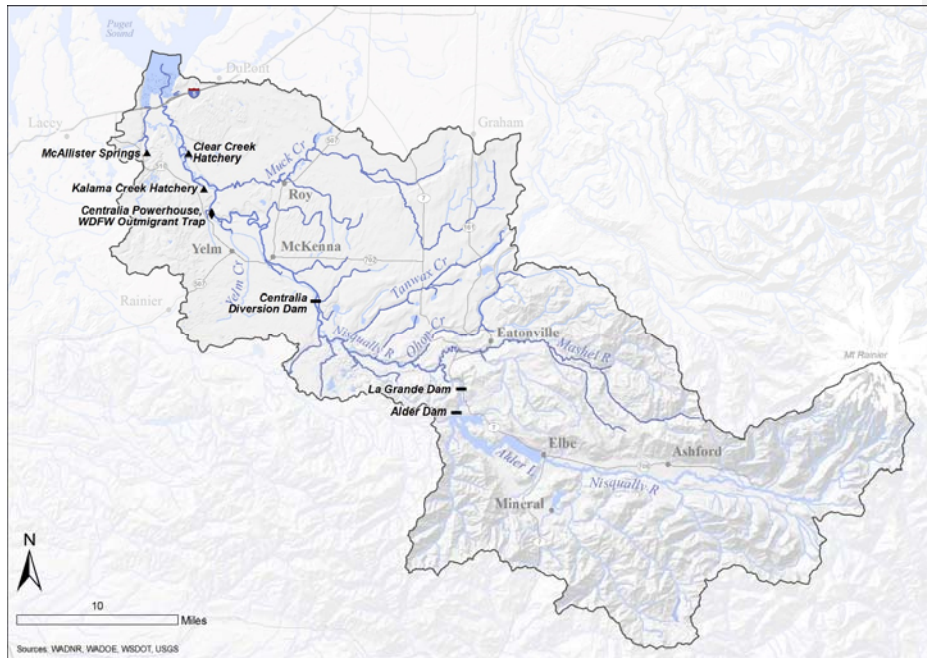 Puget
Sound
DuPont
5
Lacey
Graham
McAllister Springs
Clear Creek
Hatchery
Muck Cr
Kalama Creek Hatchery
Roy
Centralia Powerhouse,
WDFW Outmigrant Trap
Yelm
McKenna
Yelm Cr
Tanwax Cr
Rainier
Centralia
Diversion Dam
Nisqually R
Ohop Cr
Eatonville
Mashel R
Mt Rainier
La Grande Dam
Alder Dam
7
Elbe
Ashford
Alder L
Nisqually R
Mineral
N
10
Miles
Sources: WADNR, WADOE, WSDOT, USGS